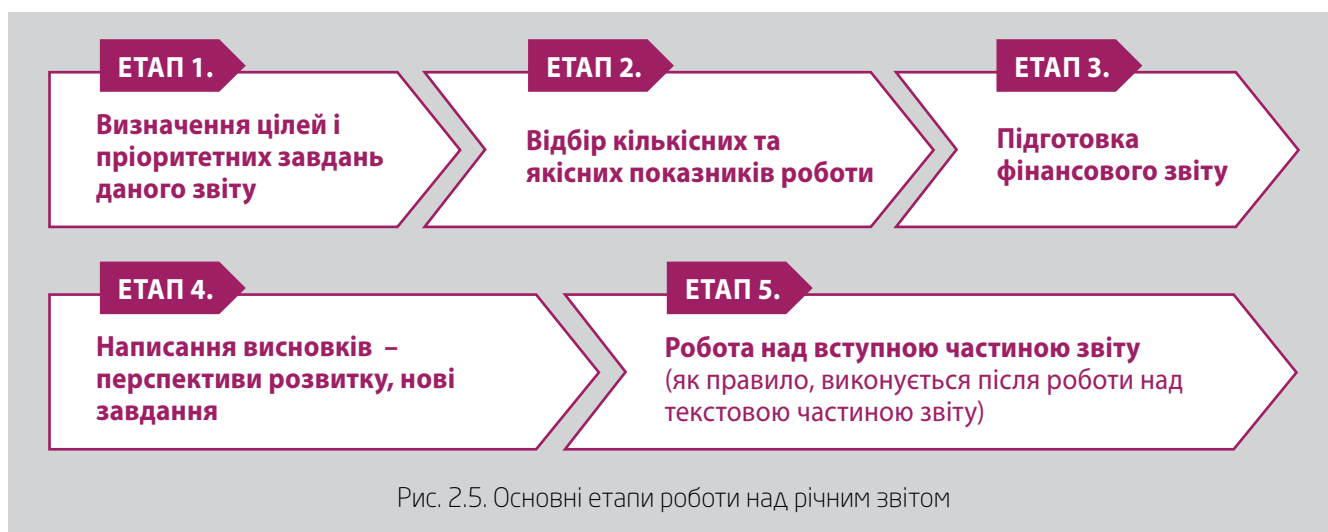 ЕТАП 1.
Визначення цілей і
пріоритетних завдань
даного звіту
ЕТАП 2.
Відбір кількісних та
якісних показників роботи
ЕТАП 3.
Підготовка
фінансового звіту
ЕТАП 4.
Написання висновків –
перспективи розвитку, нові
завдання
ЕТАП 5.
Робота над вступною частиною звіту
(як правило, виконується після роботи над
текстовою частиною звіту)
Рис. 2.5. Основні етапи роботи над річним звітом